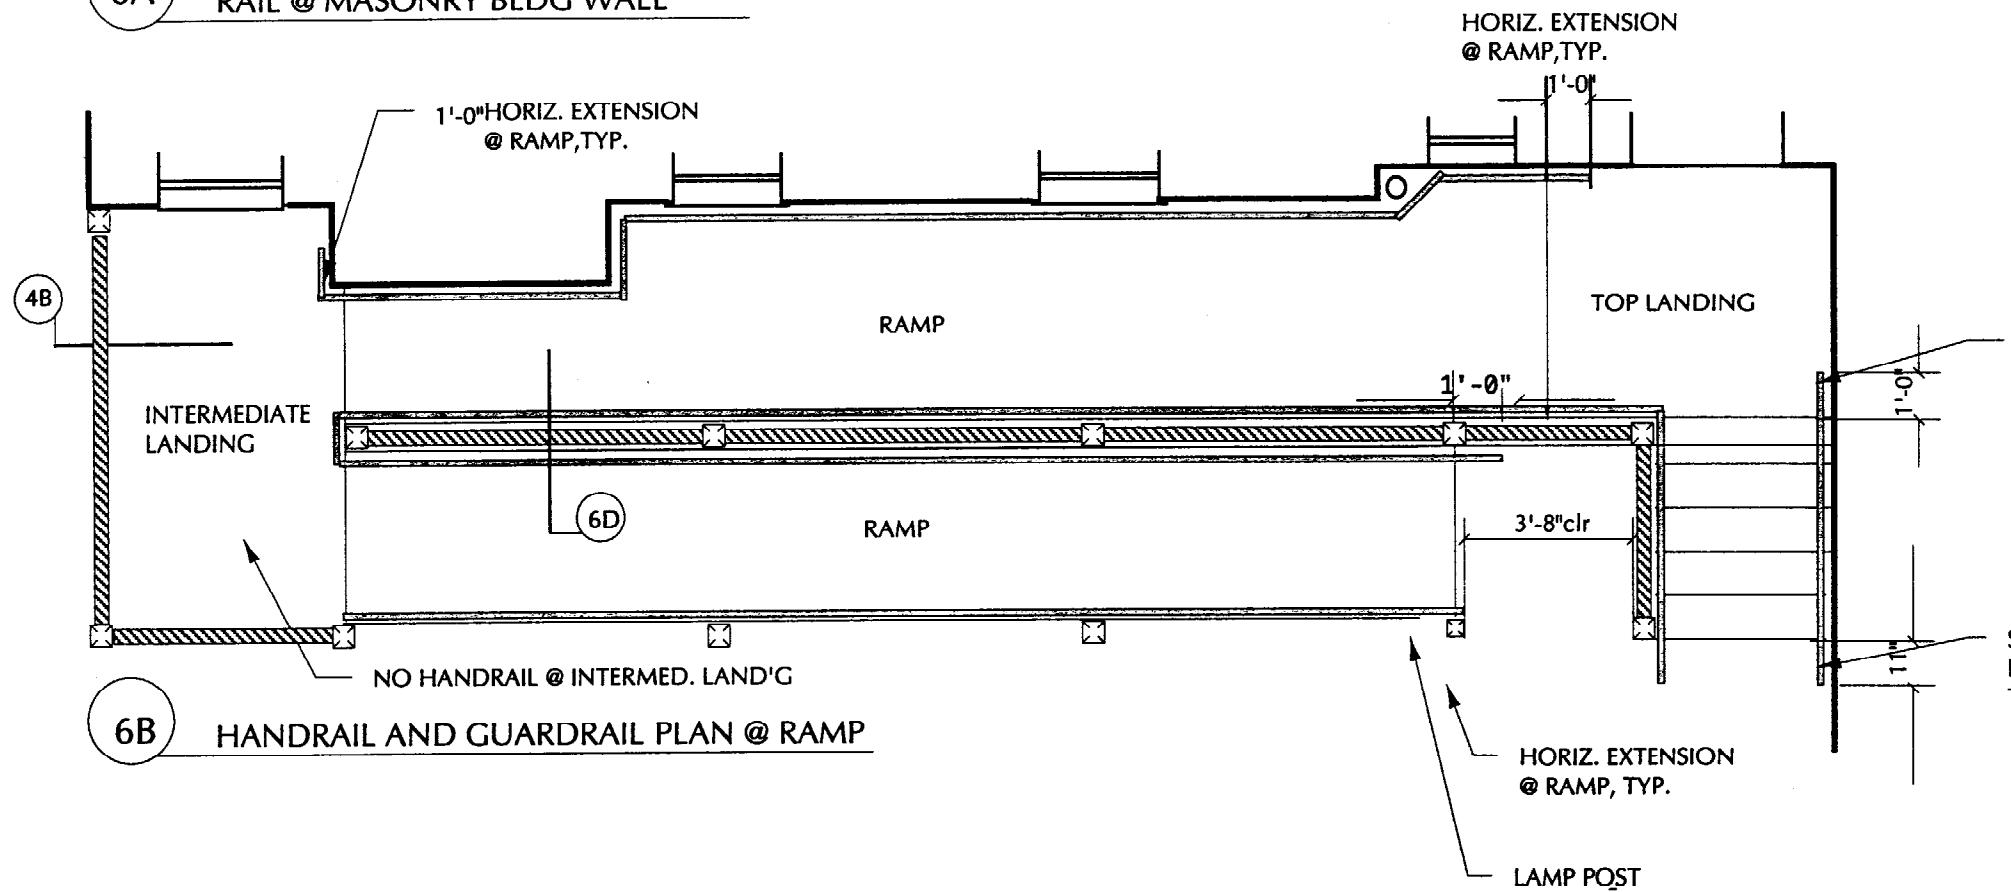 6A
RAIL @ MASONRY BLDG WALL
HORIZ. EXTENSION
@ RAMP,TYP.
1'-0"
1'-0"HORIZ. EXTENSION
@ RAMP,TYP.
4B
TOP LANDING
RAMP
1'-0"
1'-0"
INTERMEDIATE
LANDING
6D
RAMP
3'-8"clr
11"
NO HANDRAIL @ INTERMED. LAND'G
6B
HANDRAIL AND GUARDRAIL PLAN @ RAMP
HORIZ. EXTENSION
@ RAMP, TYP.
LAMP POST